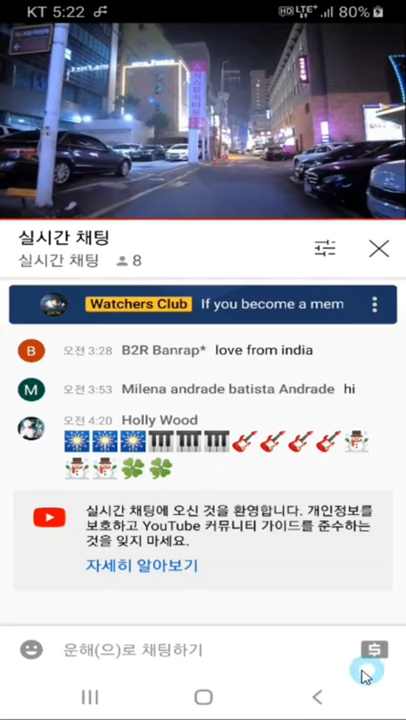 KT 5:22
HD LTE+ 80%
실시간 채팅
실시간 채팅 8
Watchers Club If you become a mem
B 오전 3:28 B2R Banrap* love from india
M 오전 3:53 Milena andrade batista Andrade hi
오전 4:20 Holly Wood
실시간 채팅에 오신 것을 환영합니다. 개인정보를
보호하고 YouTube 커뮤니티 가이드를 준수하는
것을 잊지 마세요.
자세히 알아보기
운해(으)로 채팅하기
$